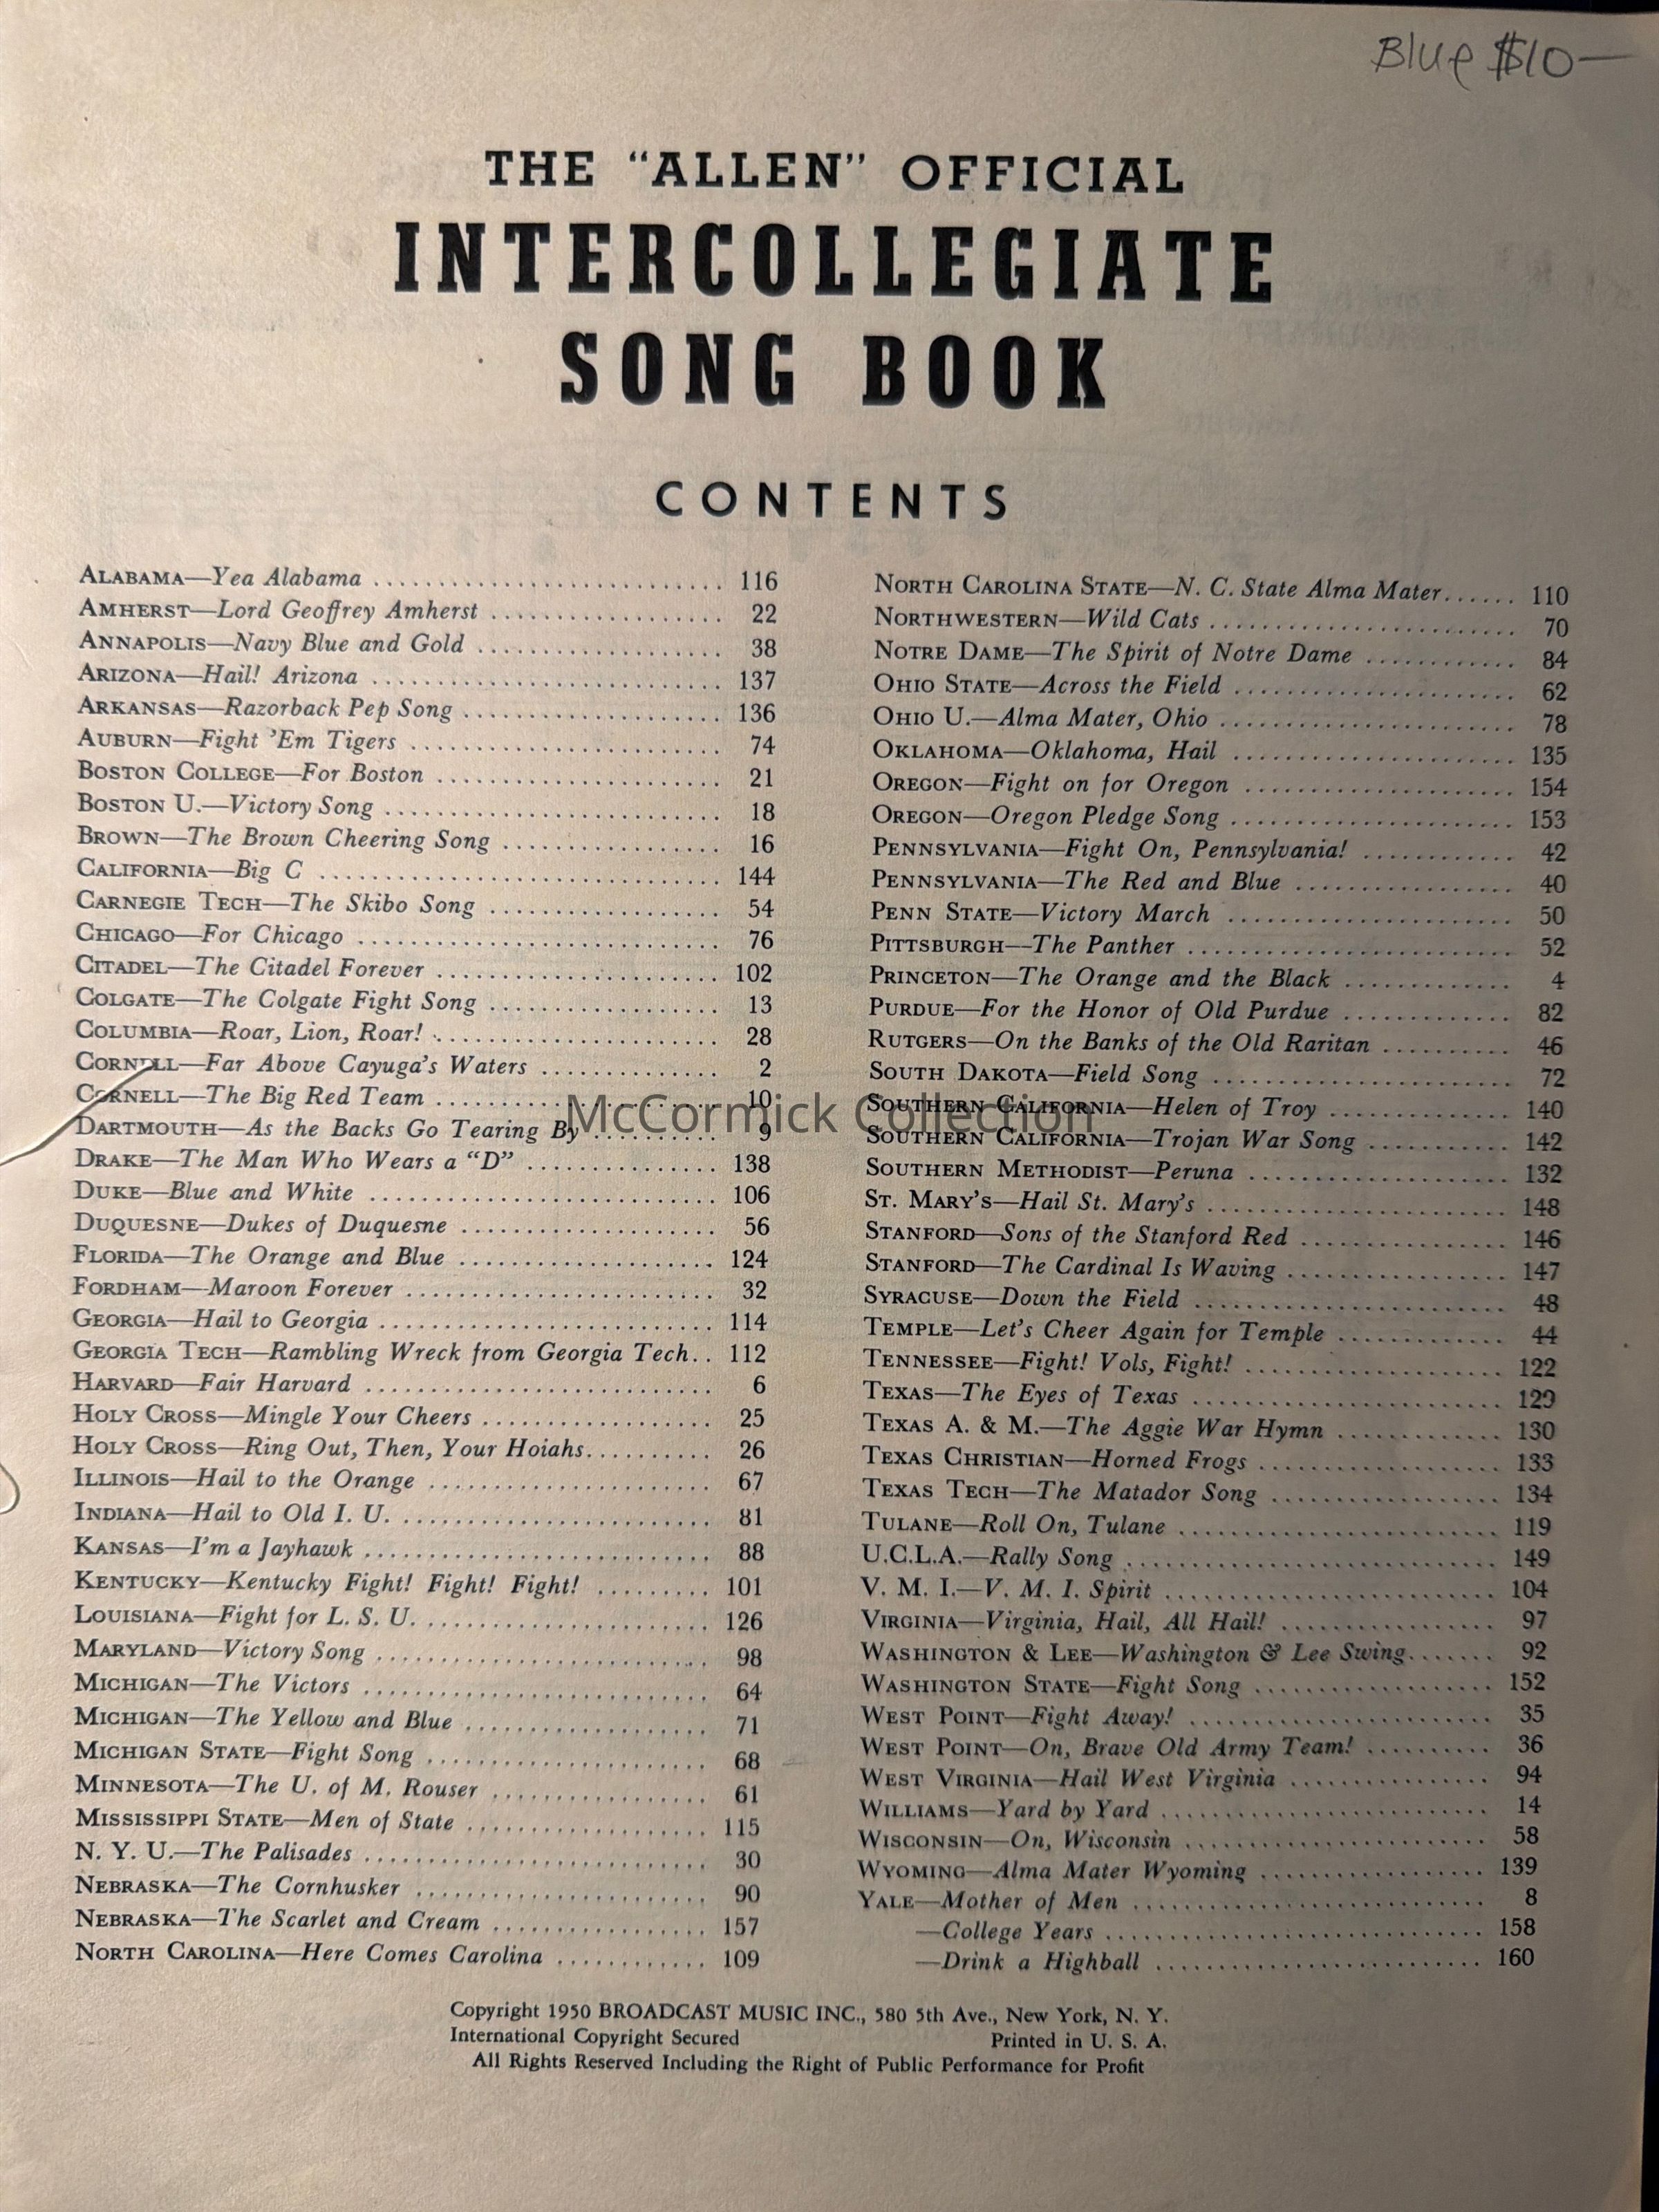 Blue $10—
THE "ALLEN" OFFICIAL
INTERCOLLEGIATE
SONG BOOK
CONTENTS
ALABAMA—Yea Alabama ........................... 116
AMHERST—Lord Geoffrey Amherst .................. 22
ANNAPOLIS—Navy Blue and Gold ................... 38
ARIZONA—Hail! Arizona ........................... 137
ARKANSAS—Razorback Pep Song .................... 136
AUBURN—Fight 'Em Tigers ........................ 74
BOSTON COLLEGE—For Boston ...................... 21
BOSTON U.—Victory Song .......................... 18
BROWN—The Brown Cheering Song ................. 16
CALIFORNIA—Big C ............................... 144
CARNEGIE TECH—The Skibo Song .................. 54
CHICAGO—For Chicago ............................ 76
CITADEL—The Citadel Forever ...................... 102
COLGATE—The Colgate Fight Song .................. 13
COLUMBIA—Roar, Lion, Roar! ...................... 28
CORNELL—Far Above Cayuga's Waters .............. 2
CORNELL—The Big Red Team ...................... 10
DARTMOUTH—As the Backs Go Tearing By .......... 9
DRAKE—The Man Who Wears a "D" ............... 138
DUKE—Blue and White ........................... 106
DUQUESNE—Dukes of Duquesne .................... 56
FLORIDA—The Orange and Blue .................... 124
FORDHAM—Maroon Forever ........................ 32
GEORGIA—Hail to Georgia .......................... 114
GEORGIA TECH—Rambling Wreck from Georgia Tech.. 112
HARVARD—Fair Harvard ........................... 6
HOLY CROSS—Mingle Your Cheers .................. 25
HOLY CROSS—Ring Out, Then, Your Hoiahs.......... 26
ILLINOIS—Hail to the Orange ...................... 67
INDIANA—Hail to Old I. U. ........................ 81
KANSAS—I'm a Jayhawk ........................... 88
KENTUCKY—Kentucky Fight! Fight! Fight! ......... 101
LOUISIANA—Fight for L. S. U. ...................... 126
MARYLAND—Victory Song .......................... 98
MICHIGAN—The Victors ........................... 64
MICHIGAN—The Yellow and Blue ................... 71
MICHIGAN STATE—Fight Song ...................... 68
MINNESOTA—The U. of M. Rouser ................. 61
MISSISSIPPI STATE—Men of State ................... 115
N. Y. U.—The Palisades ........................... 30
NEBRASKA—The Cornhusker ....................... 90
NEBRASKA—The Scarlet and Cream ................. 157
NORTH CAROLINA—Here Comes Carolina ............ 109
NORTH CAROLINA STATE—N. C. State Alma Mater...... 110
NORTHWESTERN—Wild Cats ........................ 70
NOTRE DAME—The Spirit of Notre Dame ............ 84
OHIO STATE—Across the Field ...................... 62
OHIO U.—Alma Mater, Ohio ....................... 78
OKLAHOMA—Oklahoma, Hail ...................... 135
OREGON—Fight on for Oregon ..................... 154
OREGON—Oregon Pledge Song ...................... 153
PENNSYLVANIA—Fight On, Pennsylvania! ............ 42
PENNSYLVANIA—The Red and Blue ................. 40
PENN STATE—Victory March ...................... 50
PITTSBURGH—The Panther ......................... 52
PRINCETON—The Orange and the Black ............. 4
PURDUE—For the Honor of Old Purdue ............. 82
RUTGERS—On the Banks of the Old Raritan .......... 46
SOUTH DAKOTA—Field Song ....................... 72
SOUTHERN CALIFORNIA—Helen of Troy .............. 140
SOUTHERN CALIFORNIA—Trojan War Song ........... 142
SOUTHERN METHODIST—Peruna .................... 132
ST. MARY'S—Hail St. Mary's ....................... 148
STANFORD—Sons of the Stanford Red ................ 146
STANFORD—The Cardinal Is Waving ................. 147
SYRACUSE—Down the Field ........................ 48
TEMPLE—Let's Cheer Again for Temple ............. 44
TENNESSEE—Fight! Vols, Fight! .................... 122
TEXAS—The Eyes of Texas ........................ 129
TEXAS A. & M.—The Aggie War Hymn ............. 130
TEXAS CHRISTIAN—Horned Frogs ................... 133
TEXAS TECH—The Matador Song .................. 134
TULANE—Roll On, Tulane ......................... 119
U.C.L.A.—Rally Song ............................. 149
V. M. I.—V. M. I. Spirit .......................... 104
VIRGINIA—Virginia, Hail, All Hail! ................. 97
WASHINGTON & LEE—Washington & Lee Swing....... 92
WASHINGTON STATE—Fight Song ................... 152
WEST POINT—Fight Away! ........................ 35
WEST POINT—On, Brave Old Army Team! .......... 36
WEST VIRGINIA—Hail West Virginia ................ 94
WILLIAMS—Yard by Yard .......................... 14
WISCONSIN—On, Wisconsin ........................ 58
WYOMING—Alma Mater Wyoming .................. 139
YALE—Mother of Men ............................ 8
—College Years ............................... 158
—Drink a Highball ........................... 160
McCormick Collection
Copyright 1950 BROADCAST MUSIC INC., 580 5th Ave., New York, N. Y.
International Copyright Secured Printed in U. S. A.
All Rights Reserved Including the Right of Public Performance for Profit